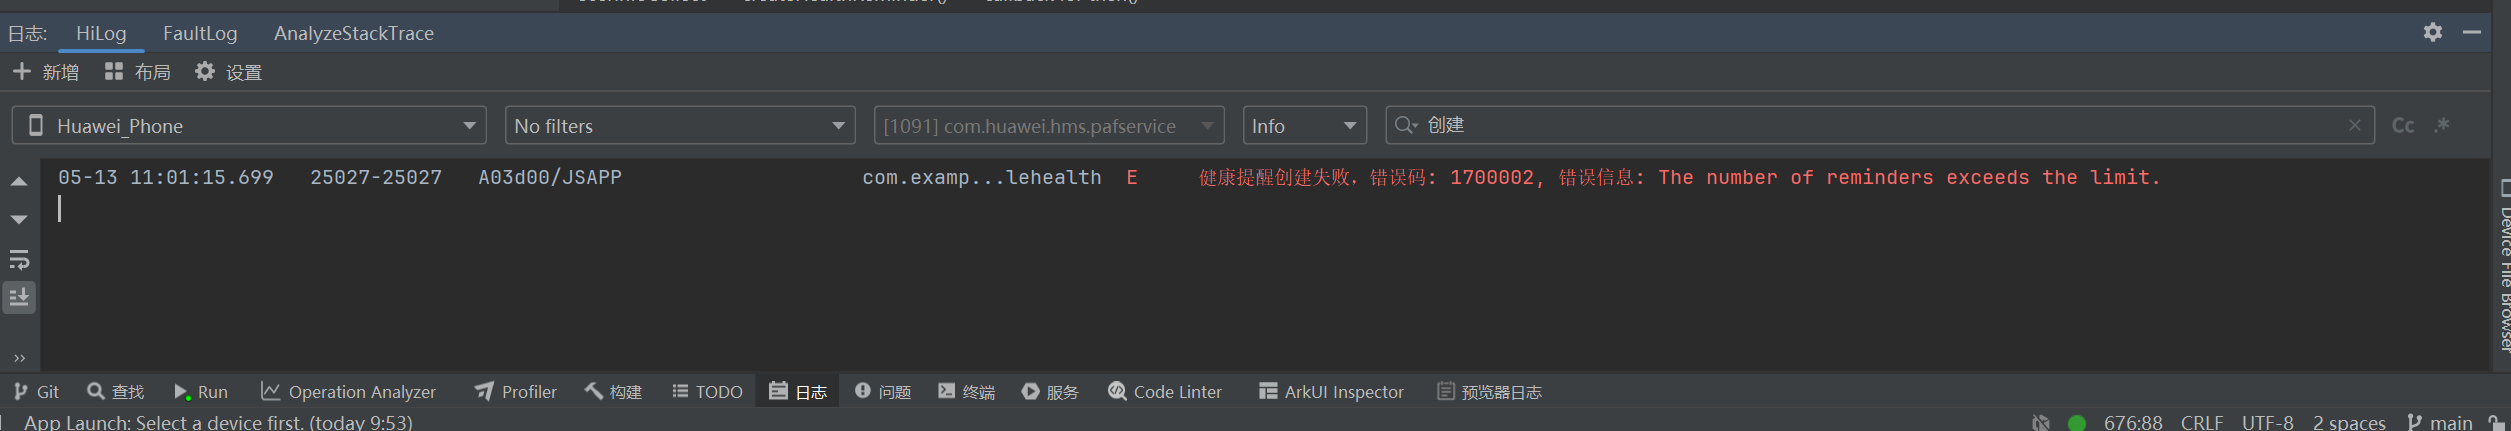 日志: HiLog FaultLog AnalyzeStackTrace
新增 布局 设置
Huawei_Phone No filters [1091] com.huawei.hms.pafservice Info 创建 Cc .*
05-13 11:01:15.699 25027-25027 A03d00/JSAPP com.examp...lehealth E 健康提醒创建失败，错误码: 1700002, 错误信息: The number of reminders exceeds the limit.
Device File Browser
Git 查找 Run Operation Analyzer Profiler 构建 TODO 日志 问题 终端 服务 Code Linter ArkUI Inspector 预览器日志
App Launch: Select a device first. (today 9:53) 676:88 CRLF UTF-8 2 spaces main